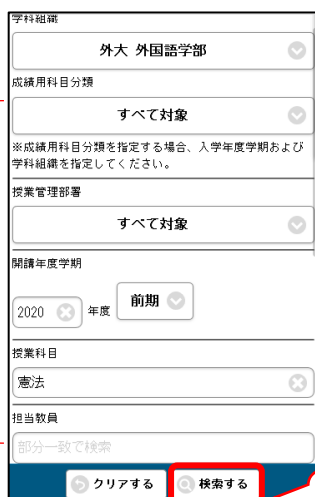 学科組織
外大 外国語学部
成績用科目分類
すべて対象
※成績用科目分類を指定する場合、入学年度学期および
学科組織を指定してください。
授業管理部署
すべて対象
開講年度学期
2020 年度 前期
授業科目
憲法
担当教員
部分一致で検索
クリアする 検索する